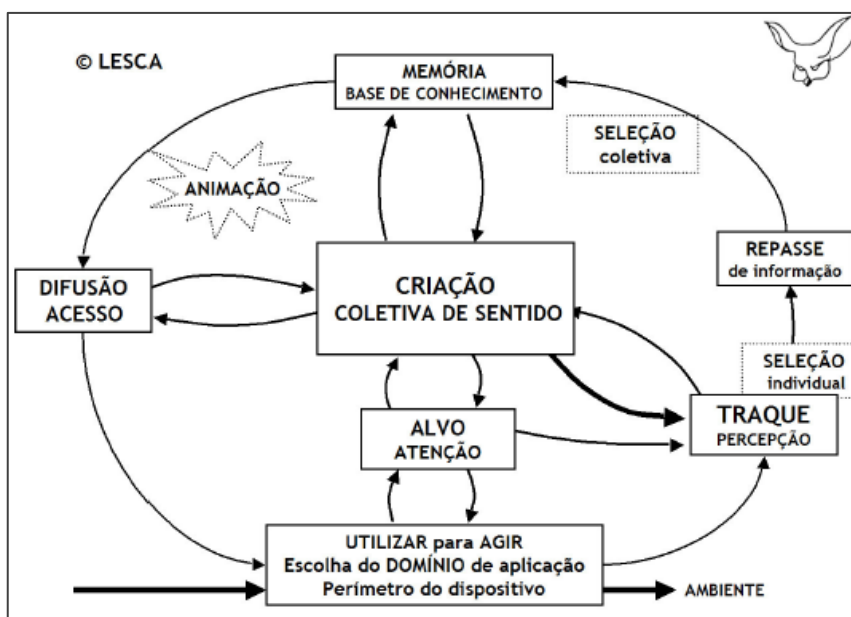 © LESCA
MEMÓRIA
BASE DE CONHECIMENTO
SELEÇÃO
coletiva
ANIMAÇÃO
REPASSE
de informação
DIFUSÃO
ACESSO
CRIAÇÃO
COLETIVA DE SENTIDO
SELEÇÃO
individual
TRAQUE
PERCEPÇÃO
ALVO
ATENÇÃO
UTILIZAR para AGIR
Escolha do DOMÍNIO de aplicação
Perímetro do dispositivo
AMBIENTE